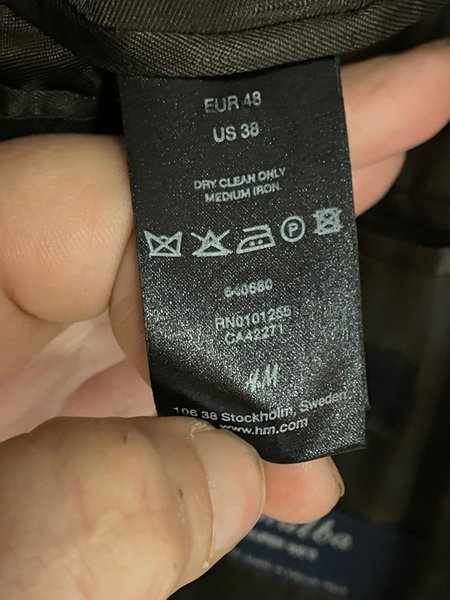 EUR 48
US 38
DRY CLEAN ONLY
MEDIUM IRON
P
640680
RN0101255
CA42271
H&M
106 38 Stockholm, Sweden
www.hm.com